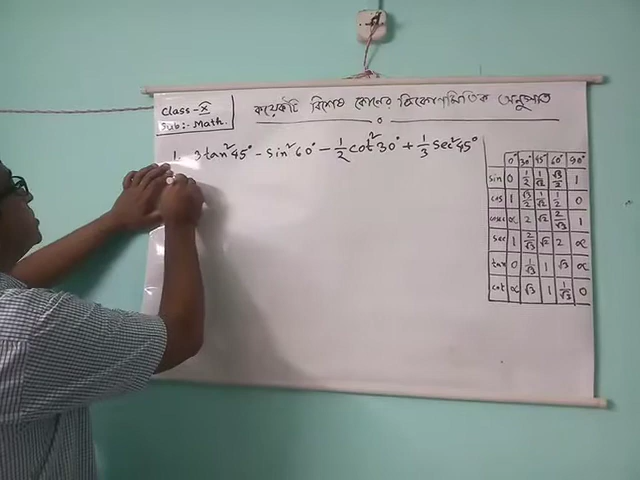 Class - X
Sub:- Math.
কয়েকটি বিশেষ কোনের ত্রিকোণমিতিক অনুপাত
1. 3tan²45° - sin²60° - 1/2 cot²30° + 1/3 sec²45°
0° 30° 45° 60° 90°
sin 0 1/2 1/√2 √3/2 1
cos 1 √3/2 1/√2 1/2 0
cosec ∝ 2 √2 2/√3 1
sec 1 2/√3 √2 2 ∝
tan 0 1/√3 1 √3 ∝
cot ∝ √3 1 1/√3 0